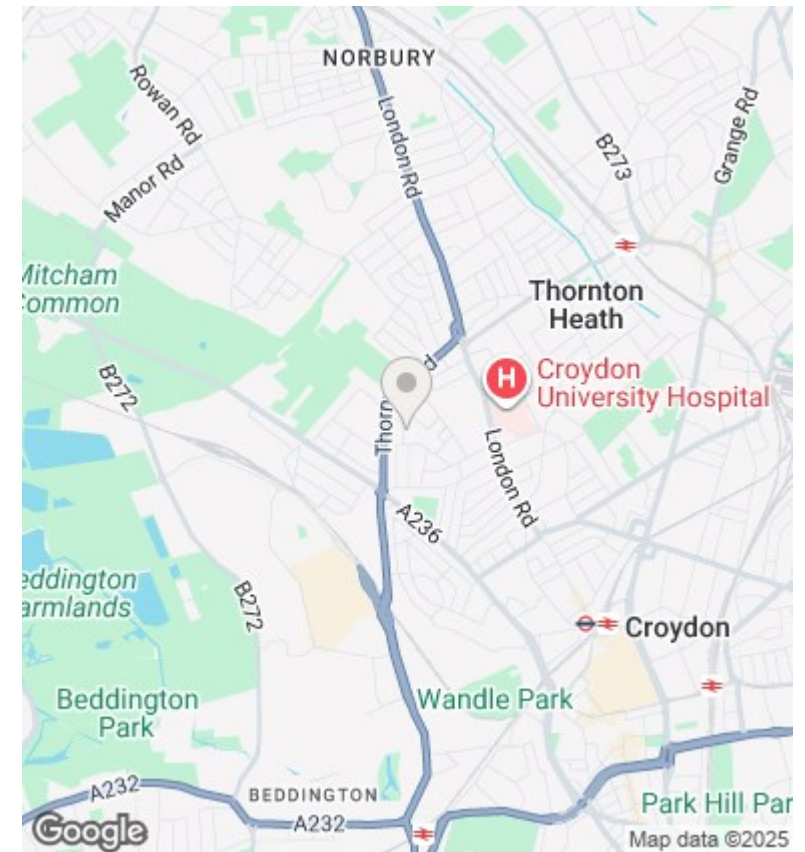 NORBURY
Rowan Rd
London Rd
Grange Rd
B273
Manor Rd
Mitcham
Common
Thornton
Heath
B272
Croydon
University Hospital
H
Thor
London Rd
A236
eddington
armlands
B272
Croydon
Beddington
Park
Wandle Park
A232
BEDDINGTON
A232
Park Hill Par
Google
Map data ©2025